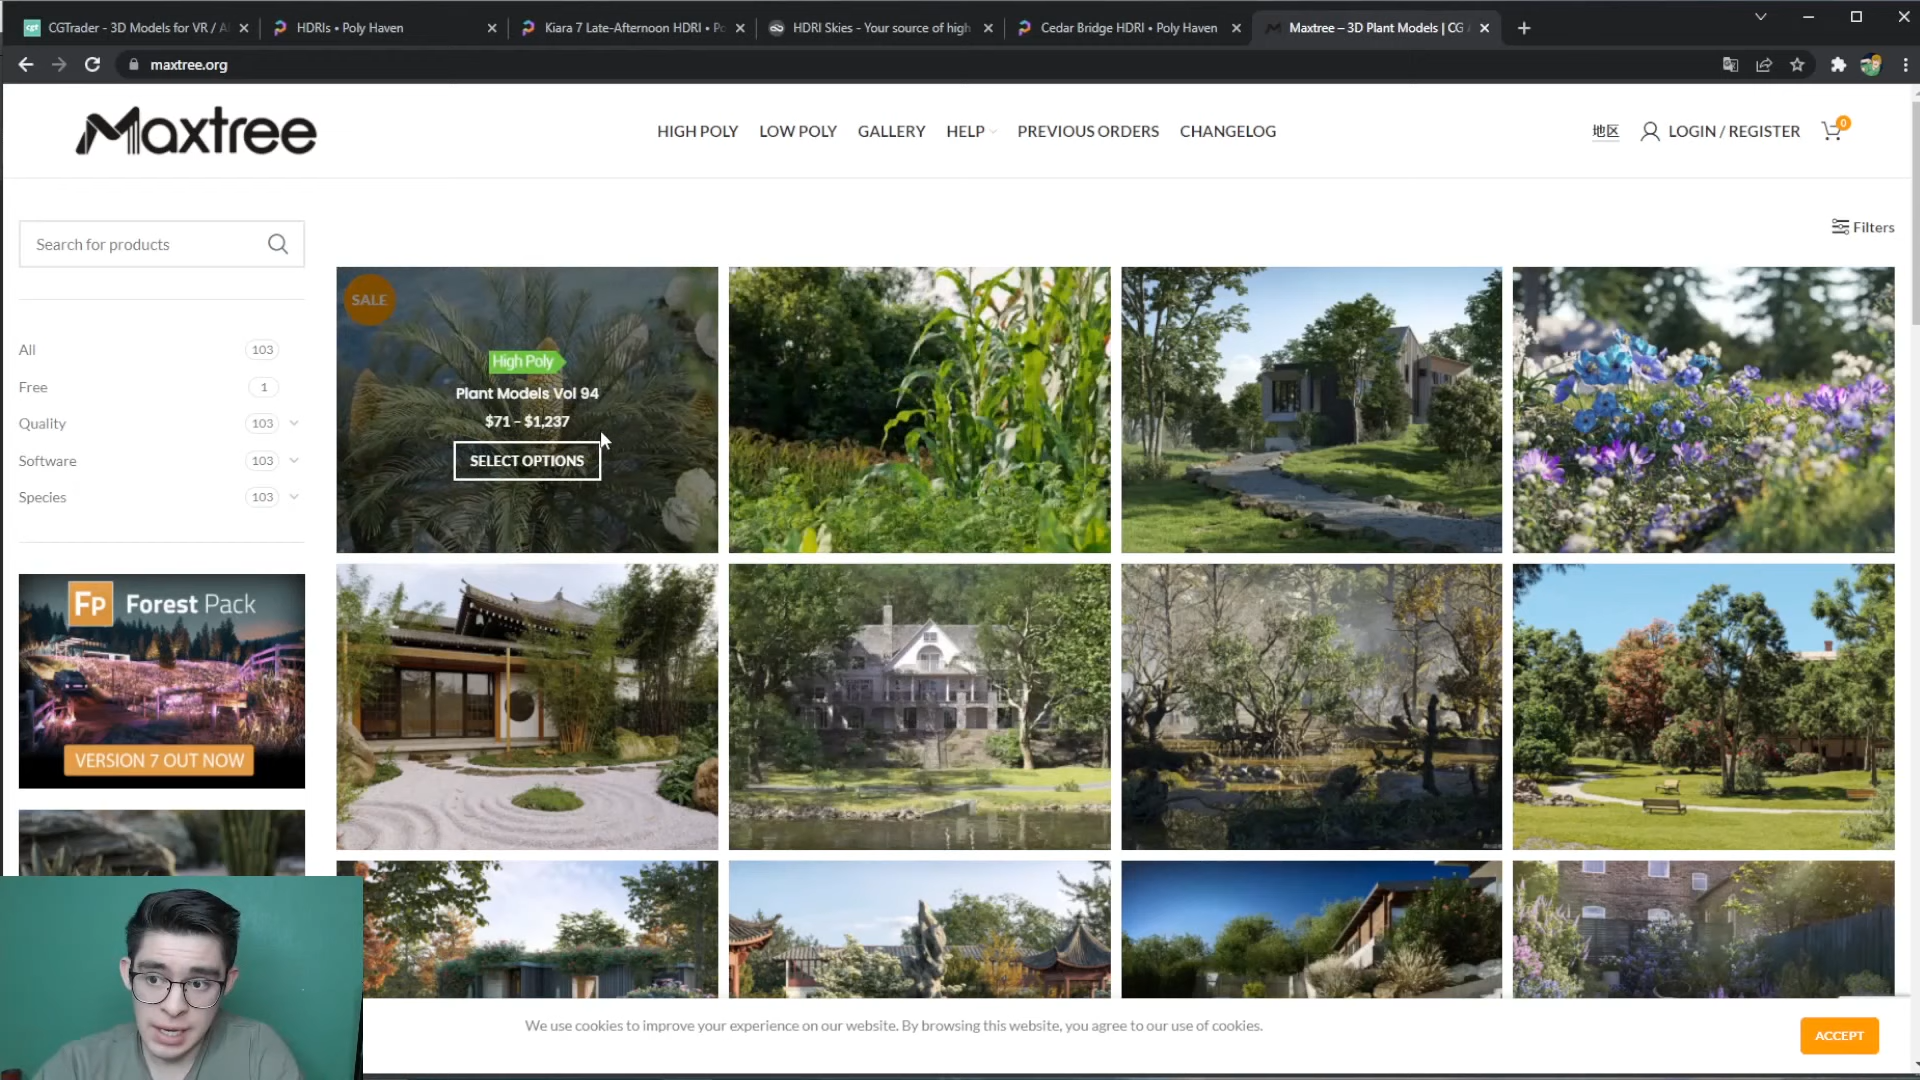 CGTrader - 3D Models for VR / A
HDRIs • Poly Haven
Kiara 7 Late-Afternoon HDRI • Po
HDRI Skies - Your source of high
Cedar Bridge HDRI • Poly Haven
Maxtree – 3D Plant Models | CG
maxtree.org
Maxtree
HIGH POLY
LOW POLY
GALLERY
HELP
PREVIOUS ORDERS
CHANGELOG
地区
LOGIN / REGISTER
0
Search for products
Filters
All 103
Free 1
Quality 103
Software 103
Species 103
SALE
High Poly
Plant Models Vol 94
$71 – $1,237
SELECT OPTIONS
Fp Forest Pack
VERSION 7 OUT NOW
We use cookies to improve your experience on our website. By browsing this website, you agree to our use of cookies.
ACCEPT